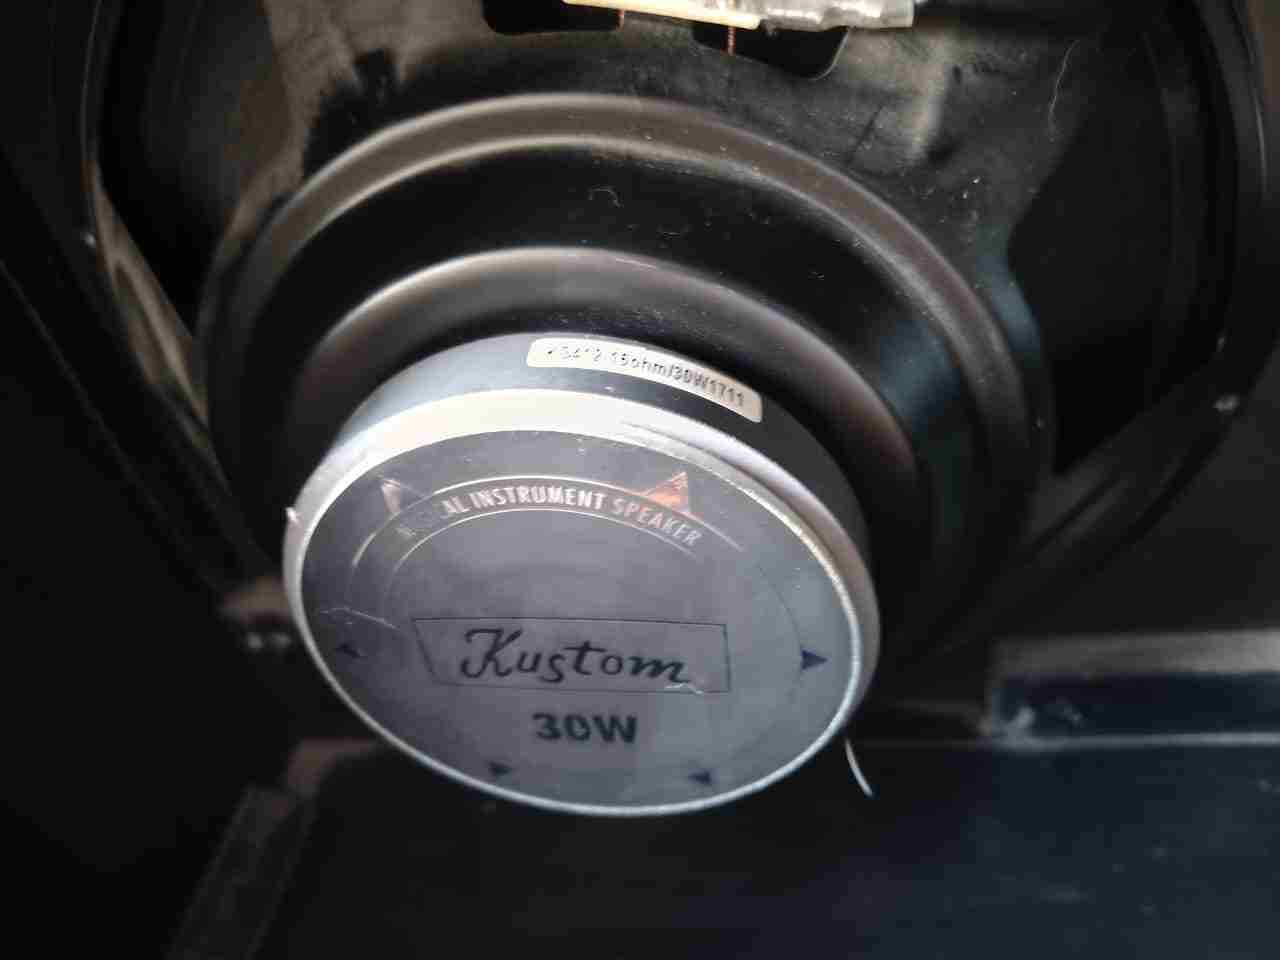 16ohm/30W1711
INSTRUMENT SPEAKER
Kustom
30W